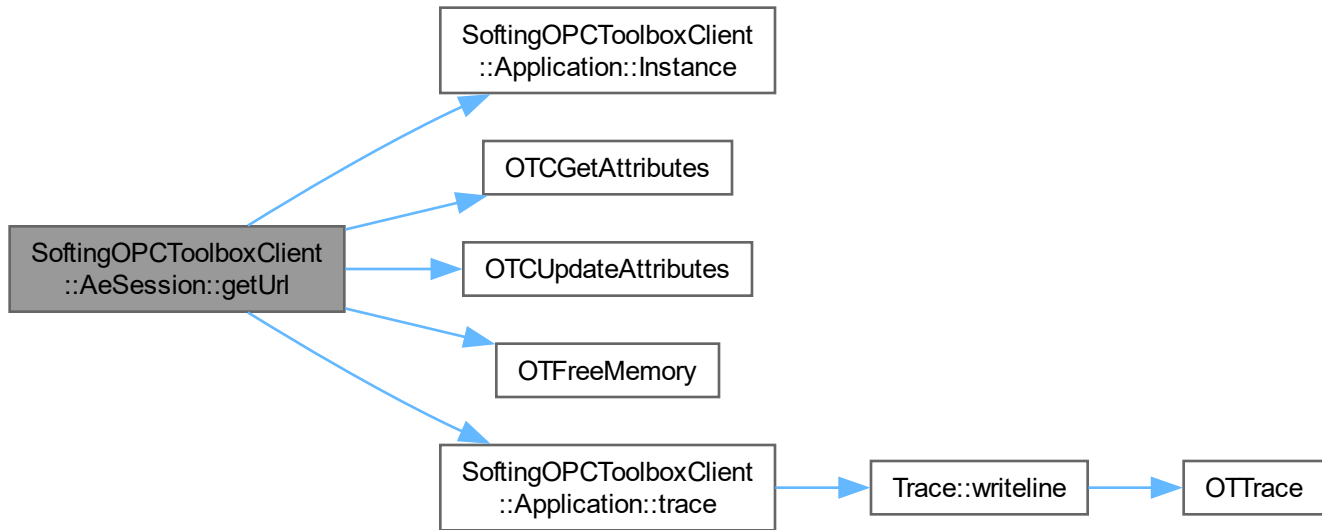 SoftingOPCToolboxClient
::AeSession::getUrl
SoftingOPCToolboxClient
::Application::Instance
OTCGetAttributes
OTCUpdateAttributes
OTFreeMemory
SoftingOPCToolboxClient
::Application::trace
Trace::writeline
OTTrace